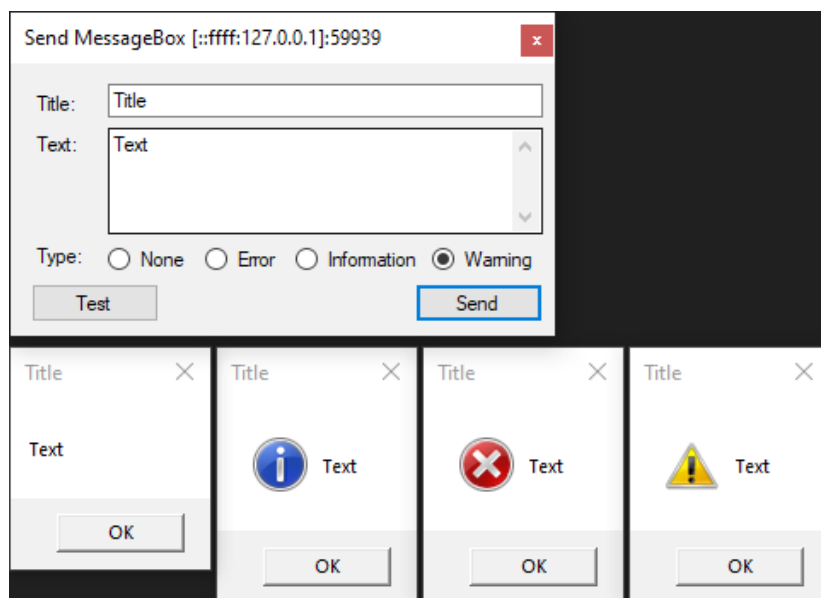 Send MessageBox [::ffff:127.0.0.1]:59939
x
Title: Title
Text: Text
Type: None Error Information Warning
Test Send
Title Title Title Title
Text Text Text Text
OK OK OK OK